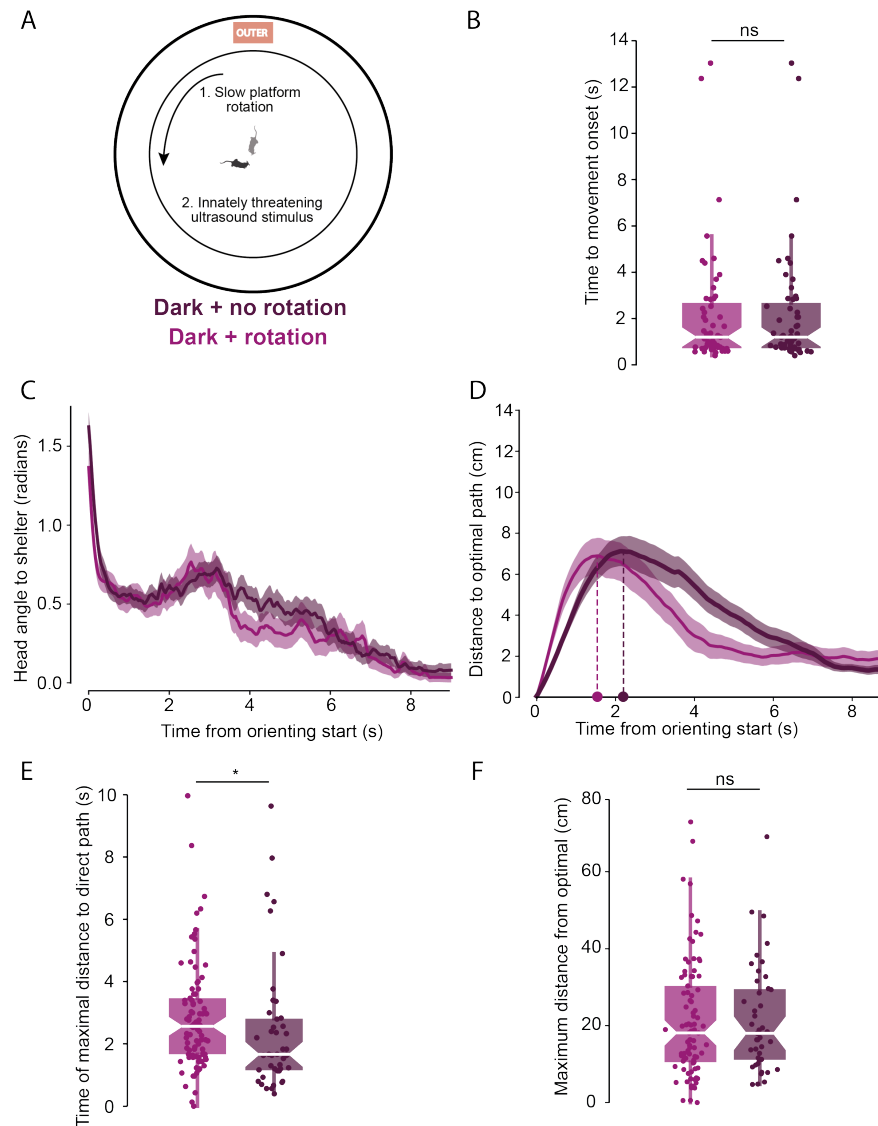 A
OUTER
1. Slow platform
rotation
2. Innately threatening
ultrasound stimulus
Dark + no rotation
Dark + rotation
B
ns
Time to movement onset (s)
14
12
10
8
6
4
2
0
C
Head angle to shelter (radians)
1.5
1.0
0.5
0.0
0 2 4 6 8
Time from orienting start (s)
D
Distance to optimal path (cm)
14
12
10
8
6
4
2
0
0 2 4 6 8
Time from orienting start (s)
E
*
Time of maximal distance to direct path (s)
10
8
6
4
2
0
F
ns
Maximum distance from optimal (cm)
80
60
40
20
0